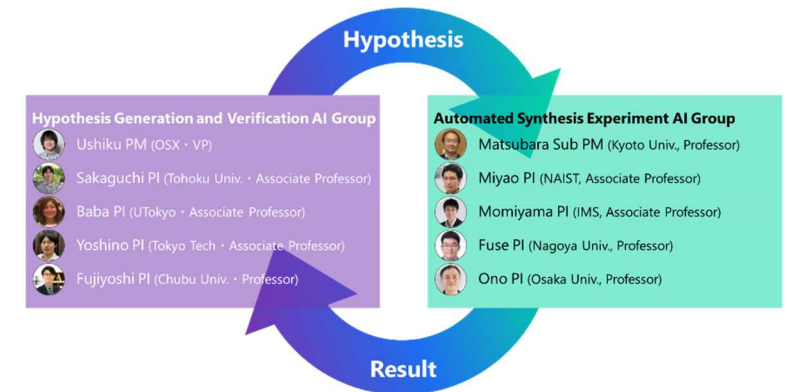 Hypothesis
Hypothesis Generation and Verification AI Group
Ushiku PM (OSX・VP)
Sakaguchi PI (Tohoku Univ.・Associate Professor)
Baba PI (UTokyo・Associate Professor)
Yoshino PI (Tokyo Tech・Associate Professor)
Fujiyoshi PI (Chubu Univ.・Professor)
Automated Synthesis Experiment AI Group
Matsubara Sub PM (Kyoto Univ., Professor)
Miyao PI (NAIST, Associate Professor)
Momiyama PI (IMS, Associate Professor)
Fuse PI (Nagoya Univ., Professor)
Ono PI (Osaka Univ., Professor)
Result